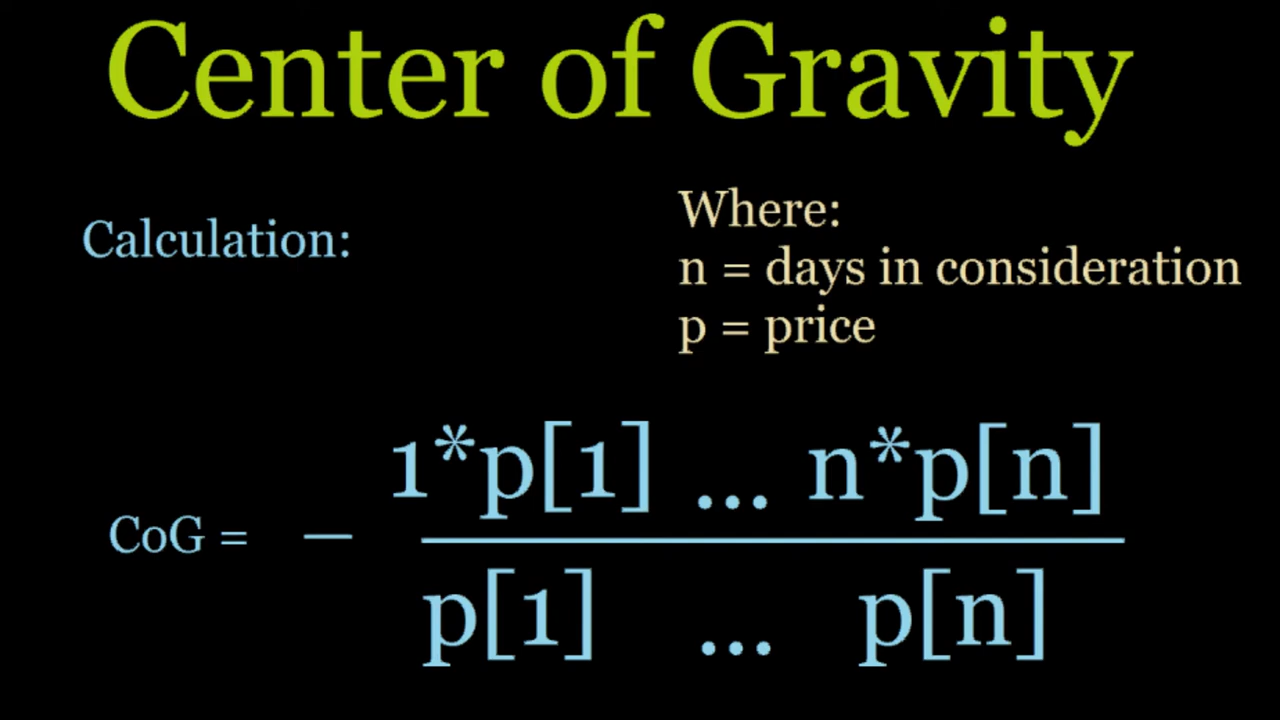 Center of Gravity
Calculation:
Where:
n = days in consideration
p = price
1*p[1] ... n*p[n]
CoG = —
p[1] ... p[n]